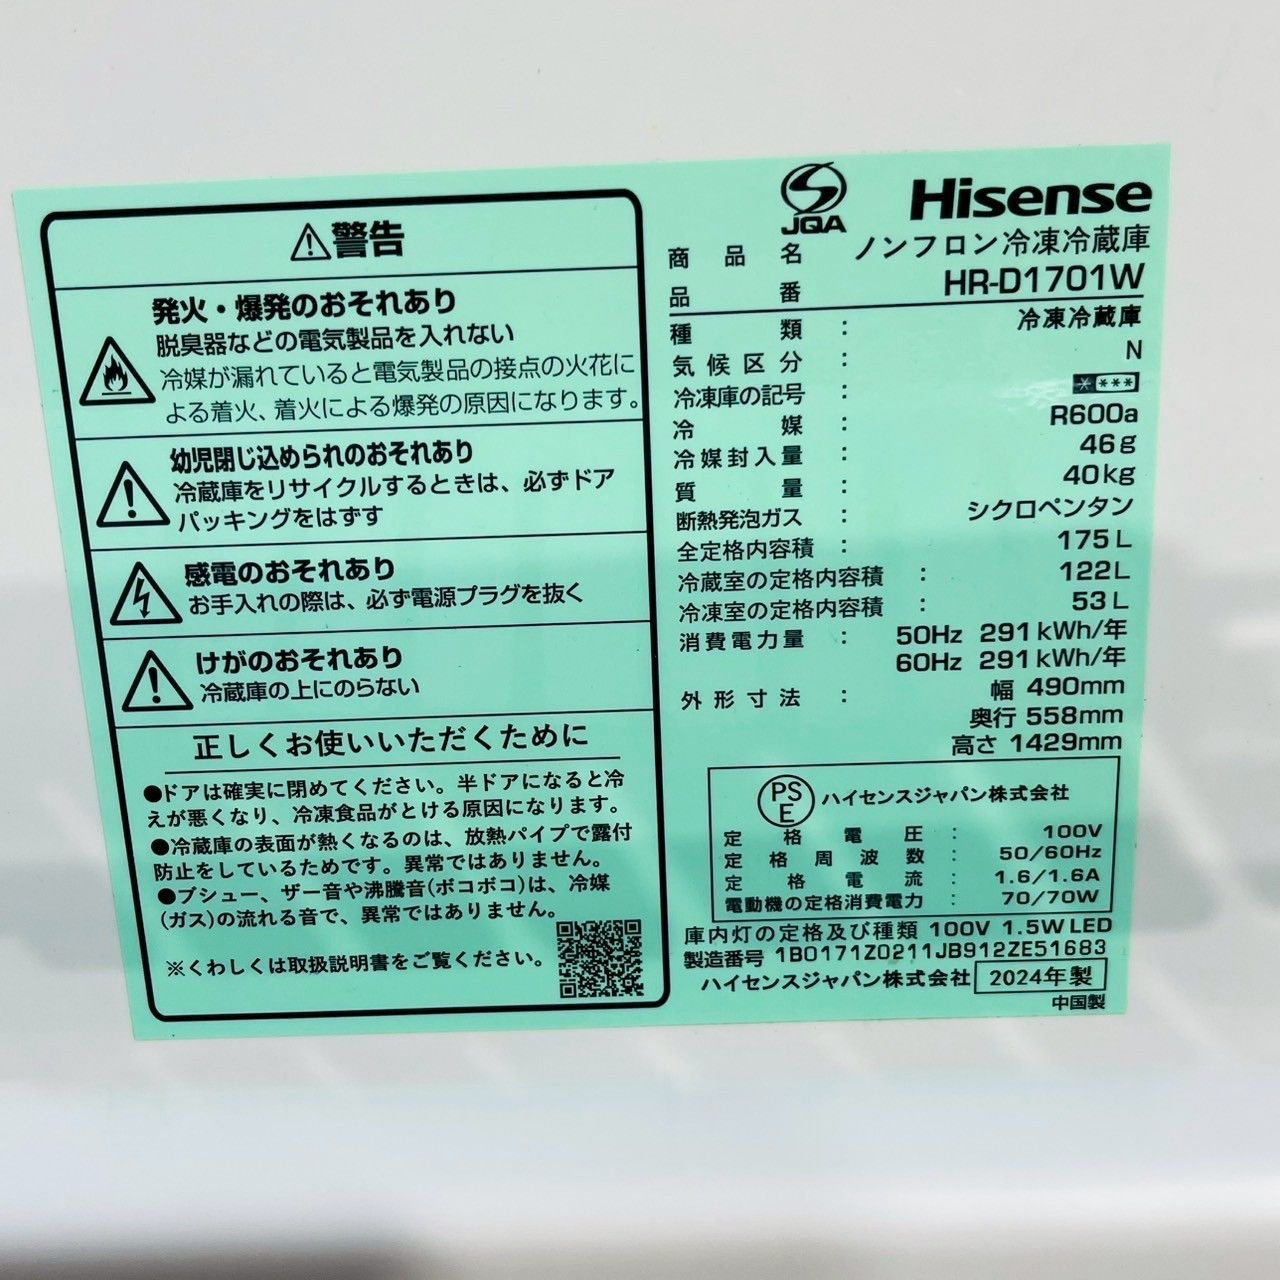 ⚠警告
発火・爆発のおそれあり
脱臭器などの電気製品を入れない
冷媒が漏れていると電気製品の接点の火花に
よる着火、着火による爆発の原因になります。
幼児閉じ込められのおそれあり
冷蔵庫をリサイクルするときは、必ずドア
パッキングをはずす
感電のおそれあり
お手入れの際は、必ず電源プラグを抜く
けがのおそれあり
冷蔵庫の上にのらない
正しくお使いいただくために
●ドアは確実に閉めてください。半ドアになると冷
えが悪くなり、冷凍食品がとける原因になります。
●冷蔵庫の表面が熱くなるのは、放熱パイプで露付
防止をしているためです。異常ではありません。
●ブシュー、ザー音や沸騰音(ボコボコ)は、冷媒
(ガス)の流れる音で、異常ではありません。
※くわしくは取扱説明書をご覧ください。
JQA
Hisense
商品名 ノンフロン冷凍冷蔵庫
品番 HR-D1701W
種類 : 冷凍冷蔵庫
気候区分 : N
冷凍庫の記号 : * ***
冷媒 : R600a
冷媒封入量 : 46g
質量 : 40kg
断熱発泡ガス : シクロペンタン
全定格内容積 : 175L
冷蔵室の定格内容積 : 122L
冷凍室の定格内容積 : 53L
消費電力量 : 50Hz 291kWh/年
60Hz 291kWh/年
外形寸法 : 幅 490mm
奥行 558mm
高さ 1429mm
PSE ハイセンスジャパン株式会社
定格電圧 : 100V
定格周波数 : 50/60Hz
定格電流 : 1.6/1.6A
電動機の定格消費電力 : 70/70W
庫内灯の定格及び種類 100V 1.5W LED
製造番号 1B0171Z0211JB912ZE51683
ハイセンスジャパン株式会社 2024年製
中国製